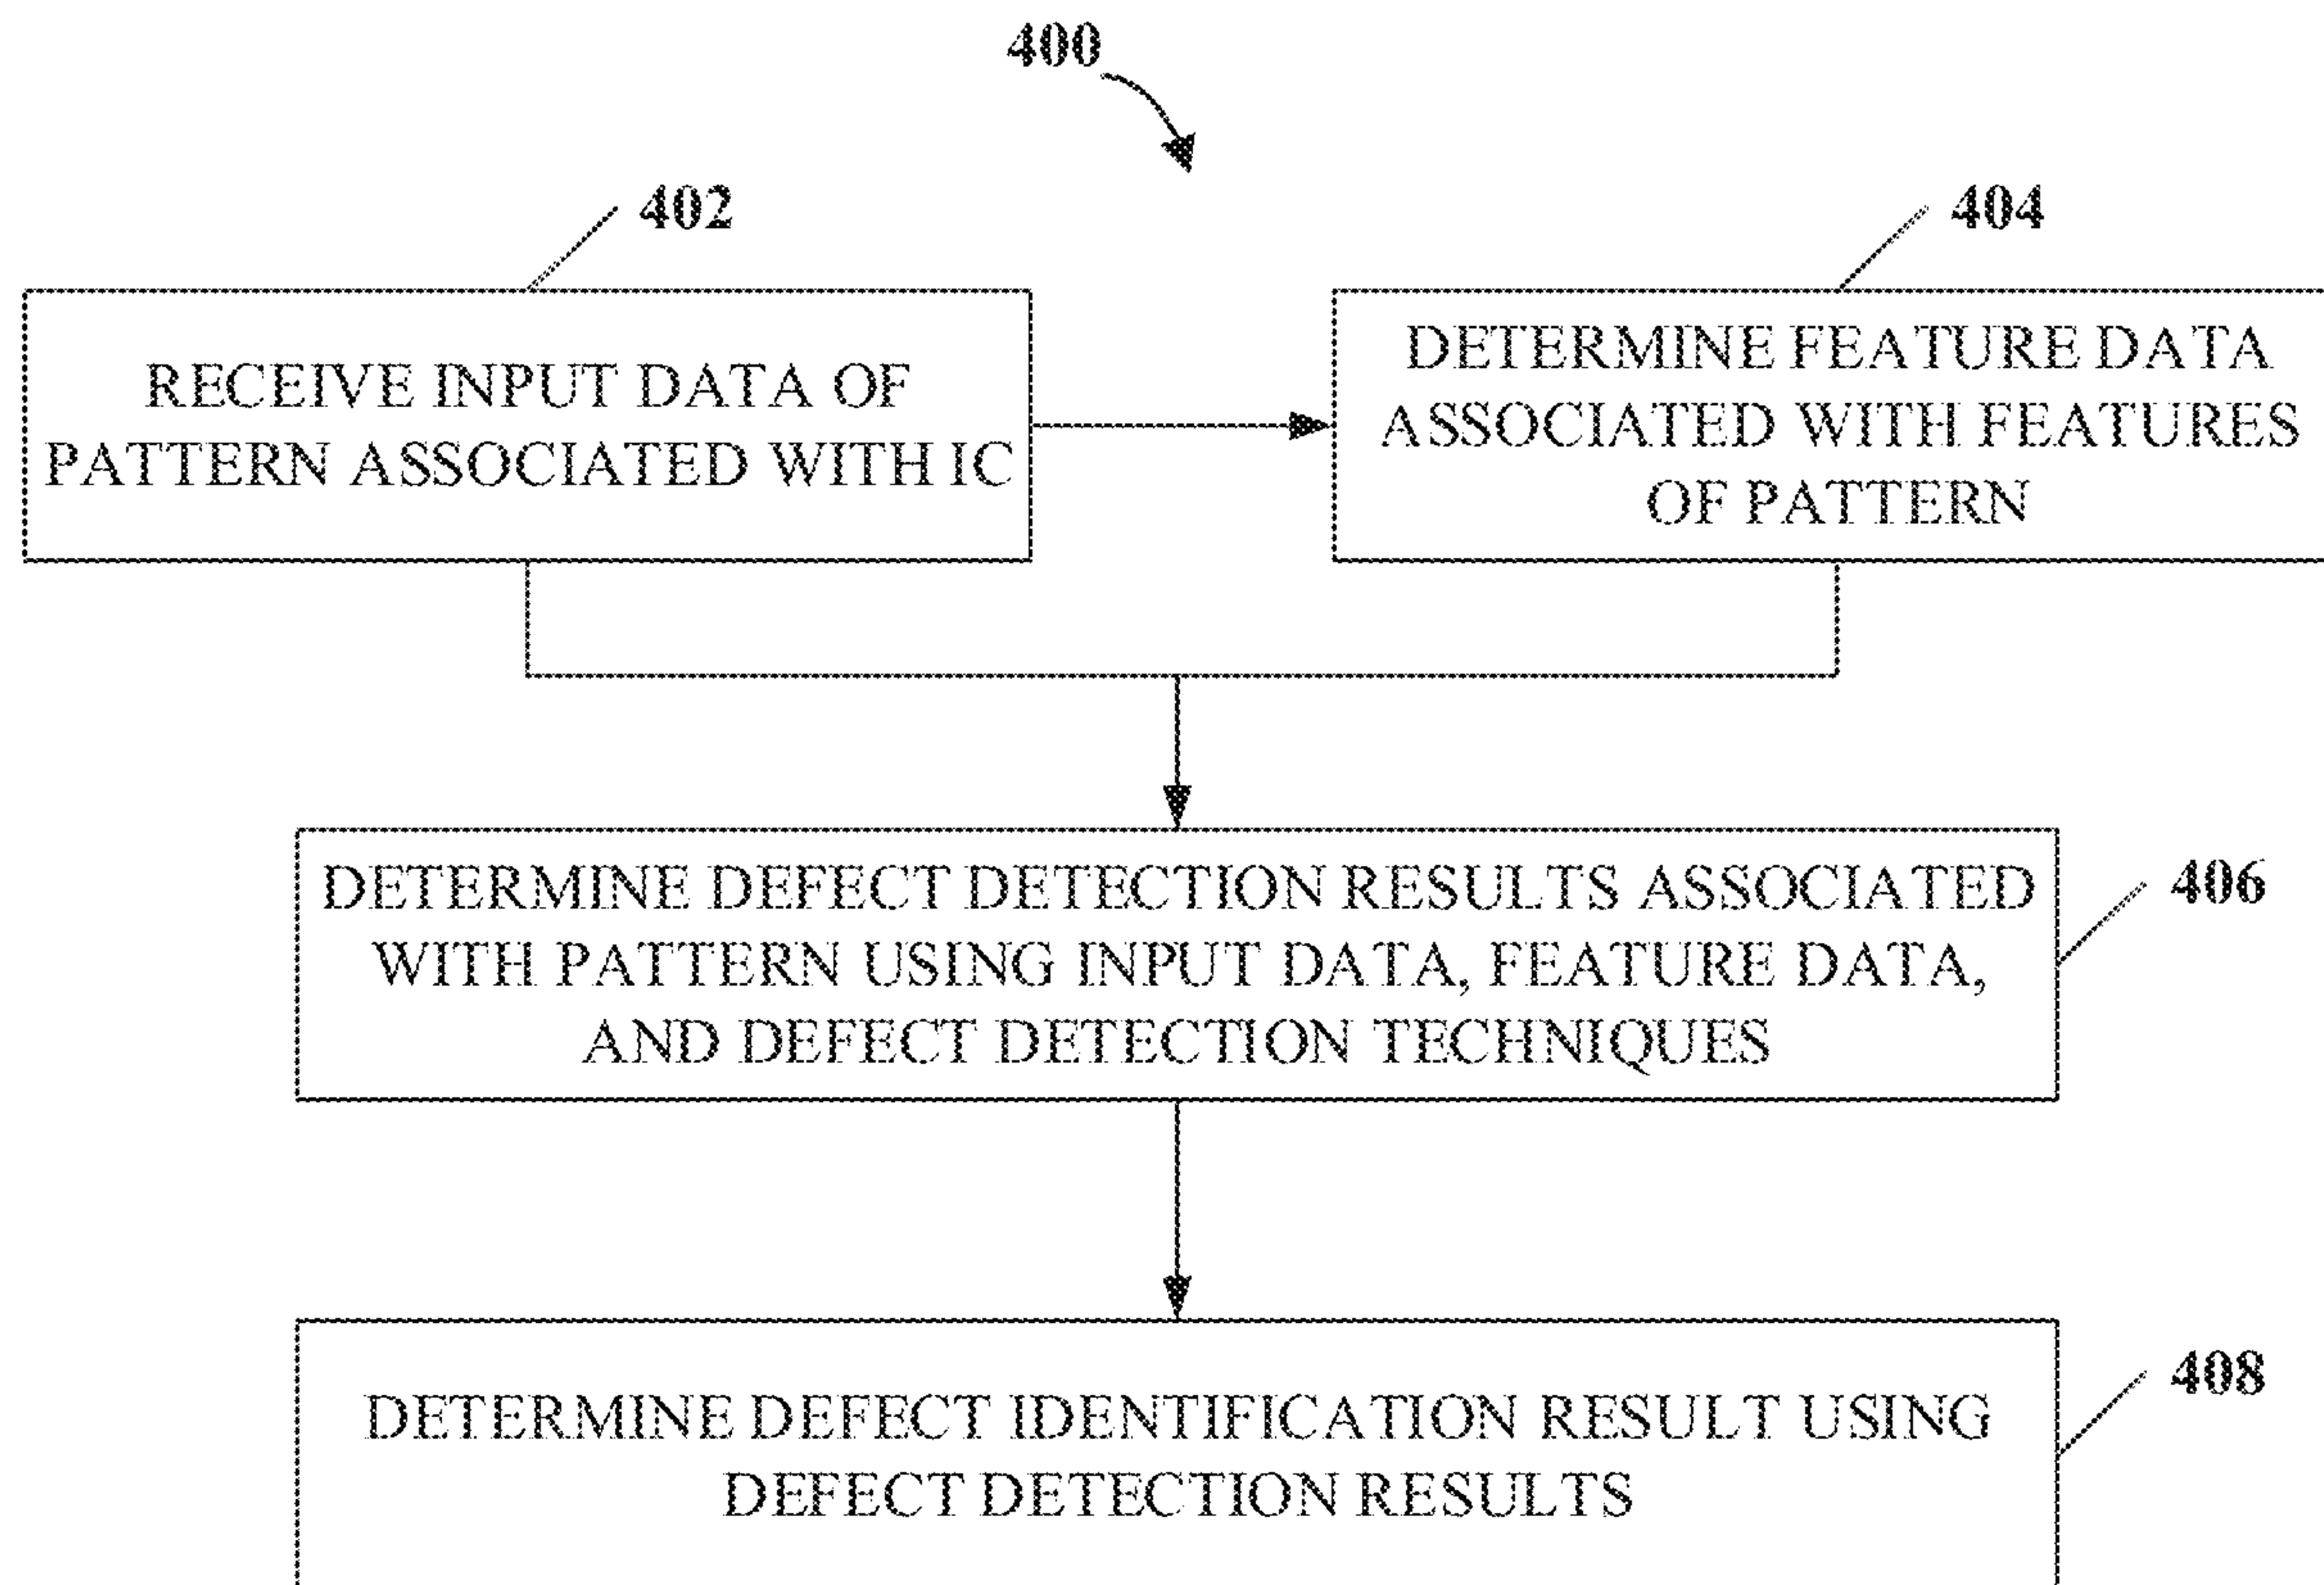 400
402
404
RECEIVE INPUT DATA OF
PATTERN ASSOCIATED WITH IC
DETERMINE FEATURE DATA
ASSOCIATED WITH FEATURES
OF PATTERN
DETERMINE DEFECT DETECTION RESULTS ASSOCIATED
WITH PATTERN USING INPUT DATA, FEATURE DATA,
AND DEFECT DETECTION TECHNIQUES
406
DETERMINE DEFECT IDENTIFICATION RESULT USING
DEFECT DETECTION RESULTS
408